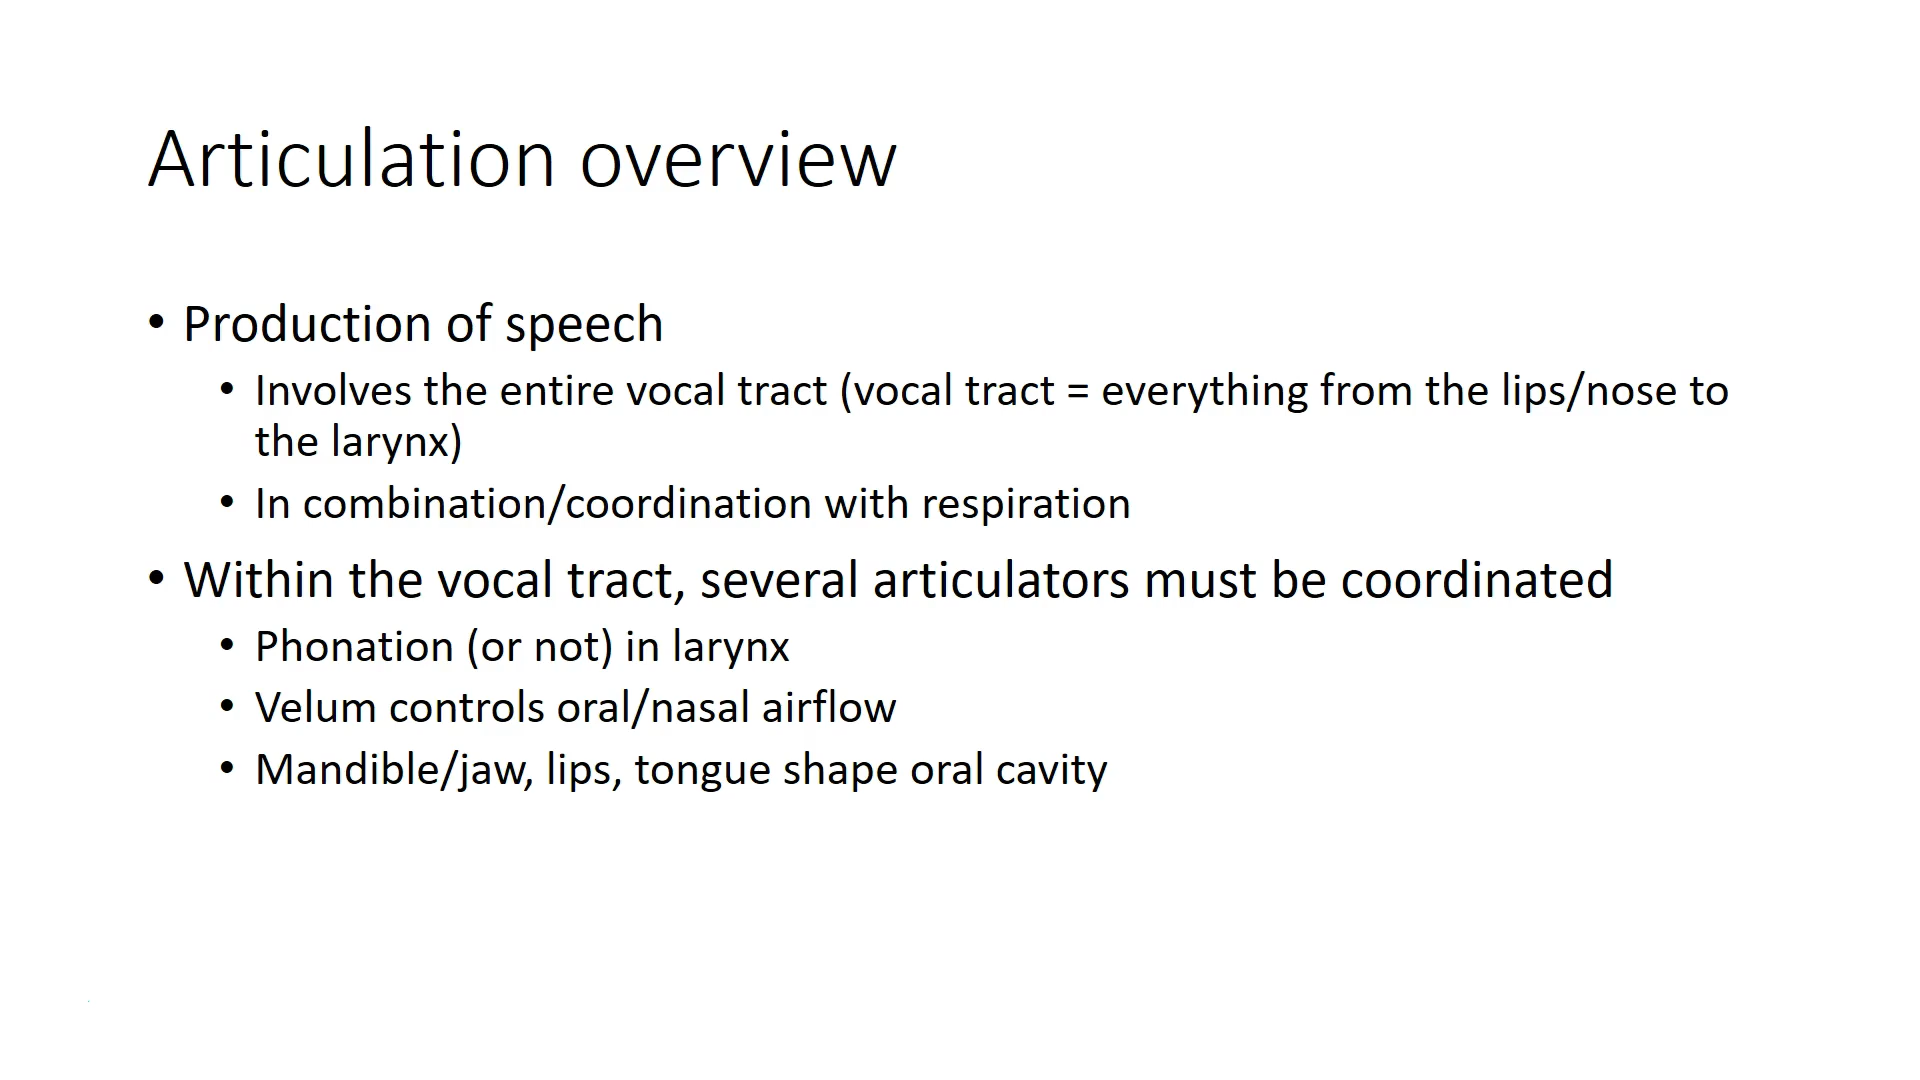 Articulation overview
• Production of speech
• Involves the entire vocal tract (vocal tract = everything from the lips/nose to
the larynx)
• In combination/coordination with respiration
• Within the vocal tract, several articulators must be coordinated
• Phonation (or not) in larynx
• Velum controls oral/nasal airflow
• Mandible/jaw, lips, tongue shape oral cavity